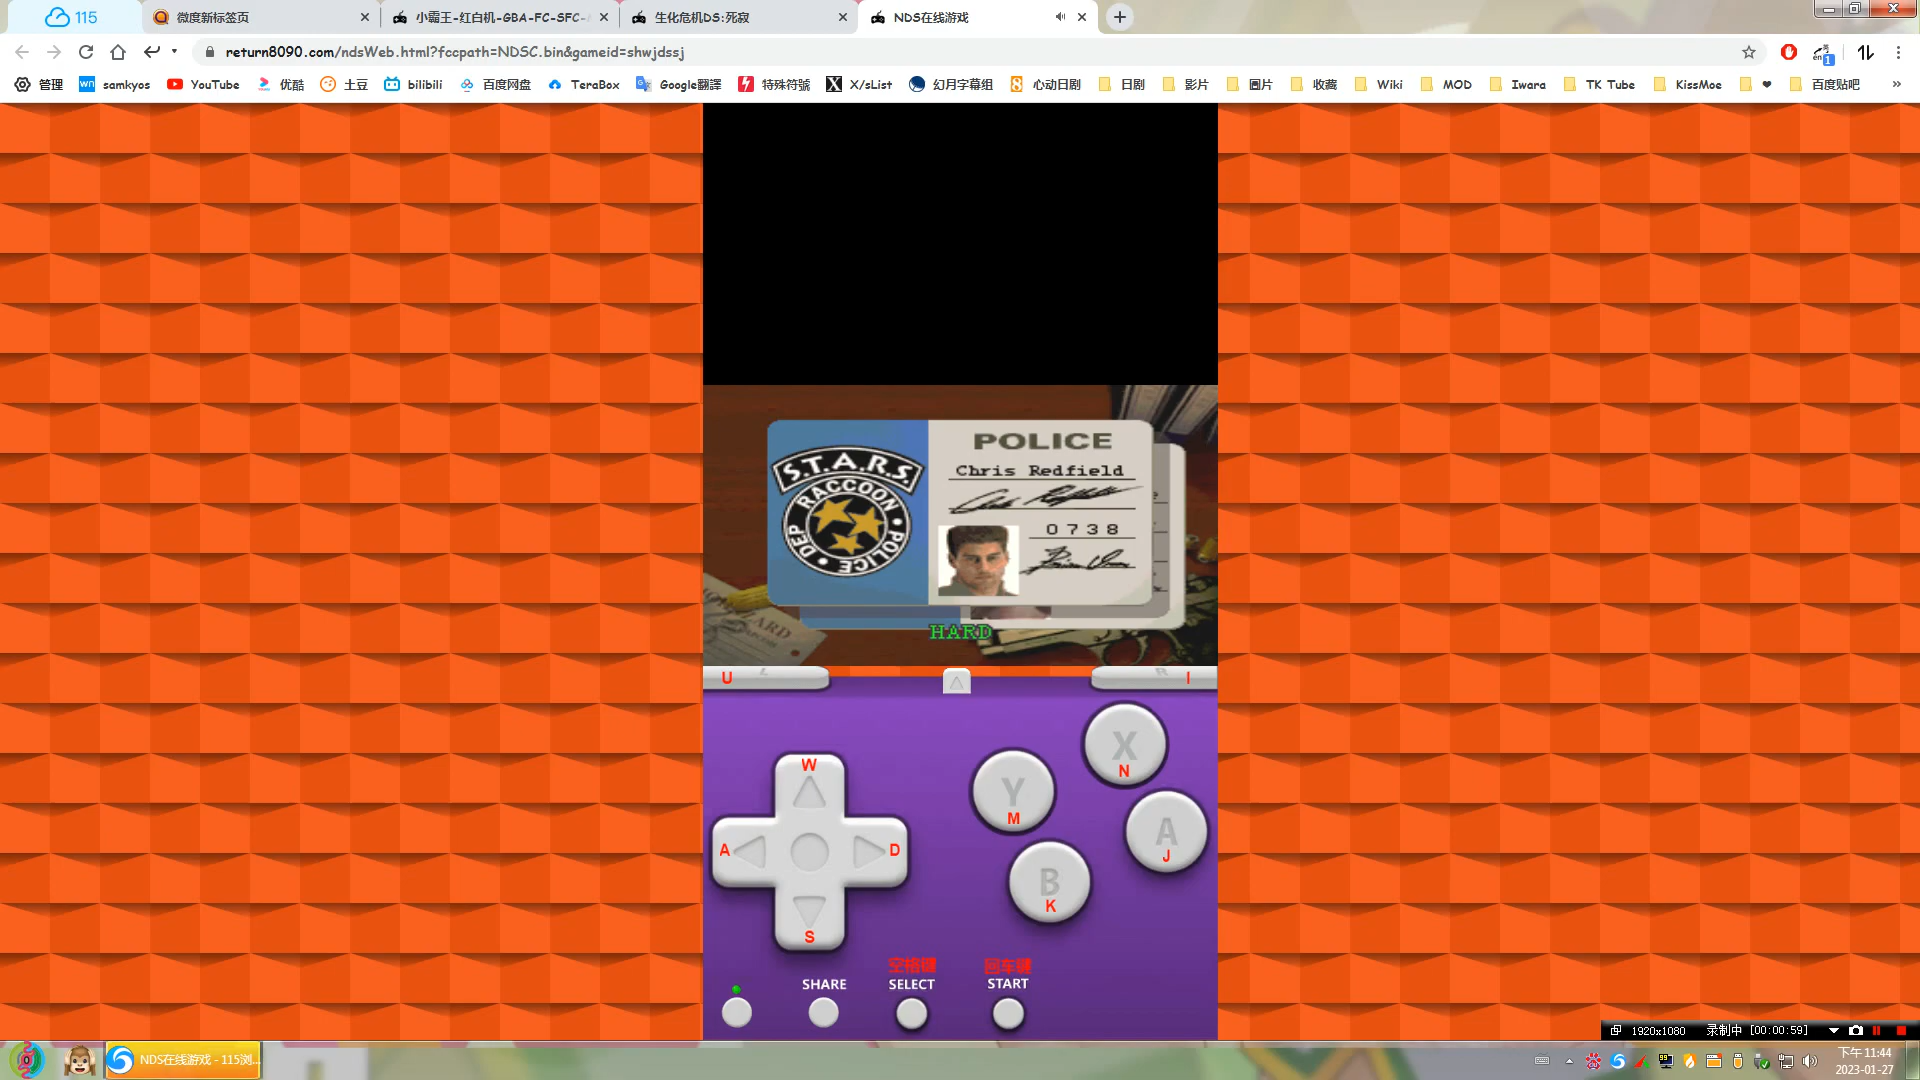 115
微度新标签页
小霸王-红白机-GBA-FC-SFC-
生化危机DS:死寂
NDS在线游戏
return8090.com/ndsWeb.html?fccpath=NDSC.bin&gameid=shwjdssj
en
1
管理
wn
samkyos
YouTube
优酷
土豆
bilibili
百度网盘
TeraBox
Google翻譯
特殊符號
X/sList
幻月字幕组
心动日剧
日剧
影片
圖片
收藏
Wiki
MOD
Iwara
TK Tube
KissMoe
❤
百度贴吧
»
POLICE
Chris Redfield
S.T.A.R.S.
RACCOON
POLICE
DEP
0738
HARD
U
L
R
I
W
A
D
S
X
N
Y
M
A
J
B
K
空格键
回车键
SHARE
SELECT
START
1920x1080
录制中 [00:00:59]
NDS在线游戏 - 115浏...
99
下午 11:44
2023-01-27